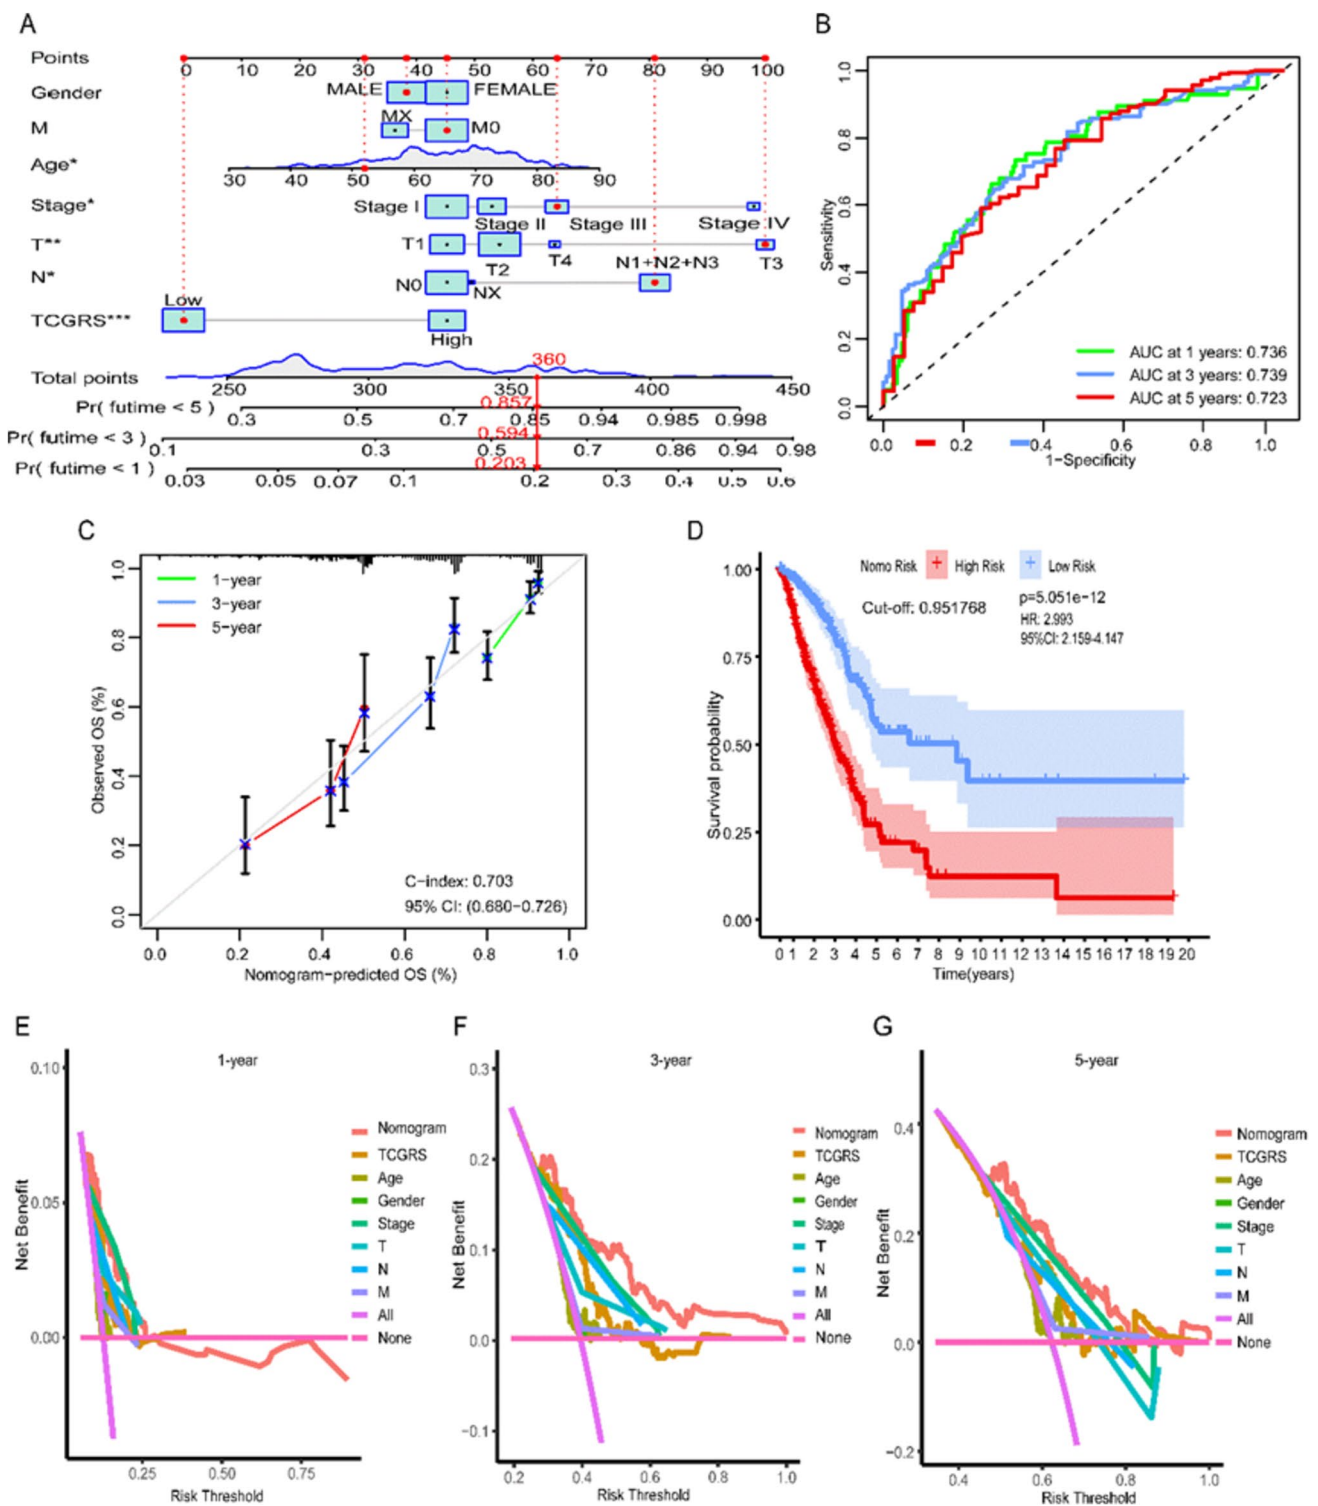 A
Points
0 10 20 30 40 50 60 70 80 90 100
Gender
MALE FEMALE
M
MX M0
Age*
30 40 50 60 70 80 90
Stage*
Stage I Stage II Stage III Stage IV
T**
T1 T2 T4 T3
N*
N0 NX N1+N2+N3
TCGRS***
Low High
Total points
360
250 300 350 400 450
Pr( futime < 5 )
0.857
0.3 0.5 0.7 0.85 0.94 0.985 0.998
Pr( futime < 3 )
0.594
0.1 0.3 0.5 0.7 0.86 0.94 0.98
Pr( futime < 1 )
0.203
0.03 0.05 0.07 0.1 0.2 0.3 0.4 0.5 0.6
B
Sensitivity
1.0
0.8
0.6
0.4
0.2
0.0
AUC at 1 years: 0.736
AUC at 3 years: 0.739
AUC at 5 years: 0.723
0.0 0.2 0.4 0.6 0.8 1.0
1-Specificity
C
Observed OS (%)
1.0
0.8
0.6
0.4
0.2
0.0
1-year
3-year
5-year
C-index: 0.703
95% CI: (0.680-0.726)
0.0 0.2 0.4 0.6 0.8 1.0
Nomogram-predicted OS (%)
D
Nomo Risk High Risk Low Risk
Cut-off: 0.951768
p=5.051e-12
HR: 2.993
95%CI: 2.159-4.147
Survival probability
1.00
0.75
0.50
0.25
0.00
0 1 2 3 4 5 6 7 8 9 10 11 12 13 14 15 16 17 18 19 20
Time(years)
E
1-year
Net Benefit
0.10
0.05
0.00
Nomogram
TCGRS
Age
Gender
Stage
T
N
M
All
None
0.25 0.50 0.75
Risk Threshold
F
3-year
Net Benefit
0.3
0.2
0.1
0.0
-0.1
Nomogram
TCGRS
Age
Gender
Stage
T
N
M
All
None
0.2 0.4 0.6 0.8 1.0
Risk Threshold
G
5-year
Net Benefit
0.4
0.2
0.0
-0.2
Nomogram
TCGRS
Age
Gender
Stage
T
N
M
All
None
0.4 0.6 0.8 1.0
Risk Threshold